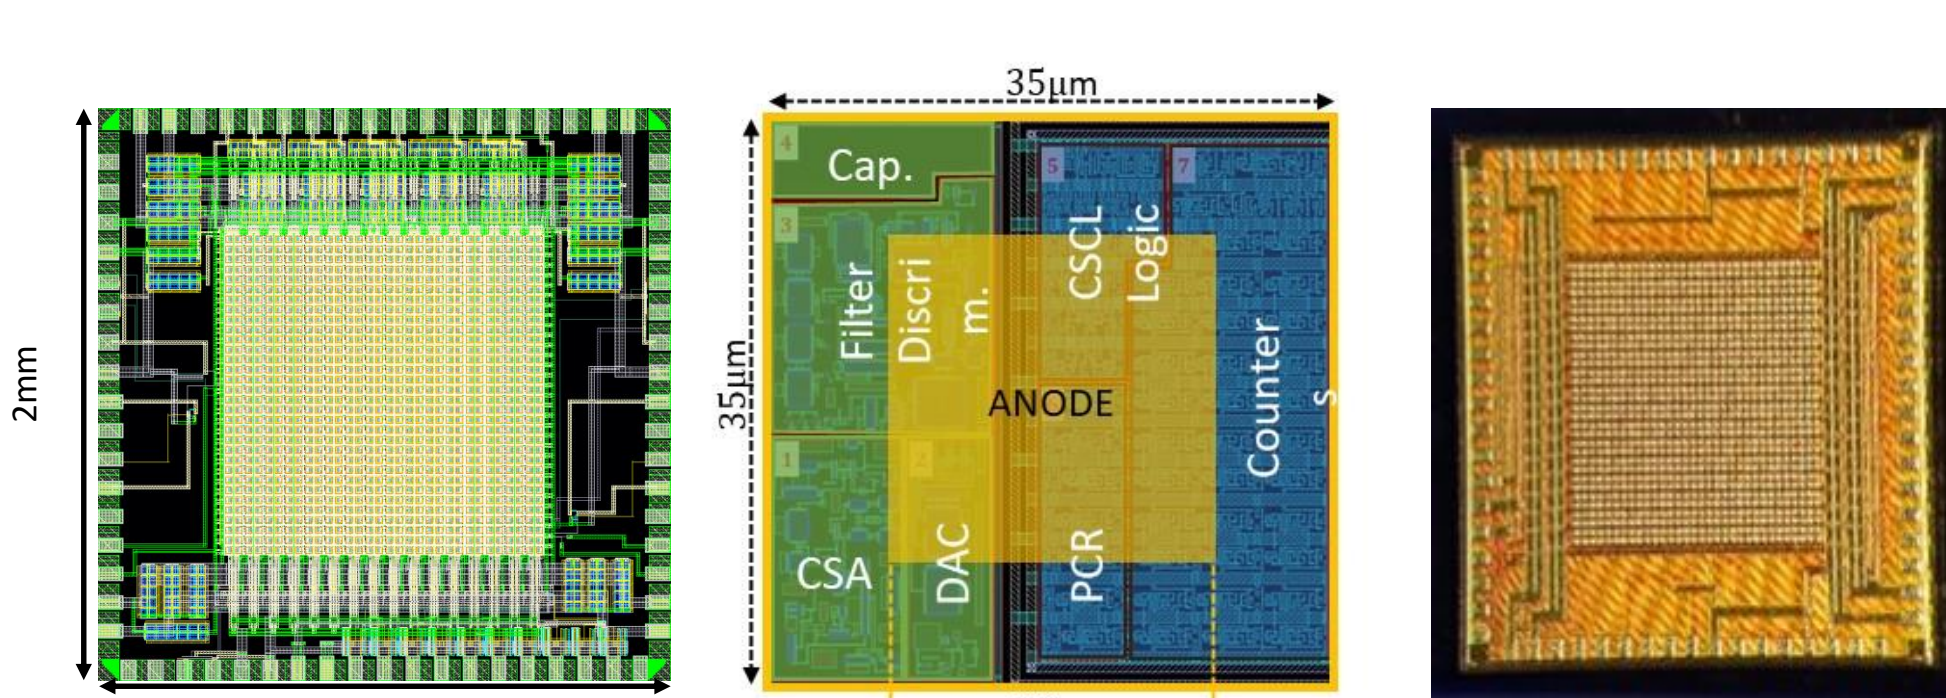 2mm
35μm
35μm
4
Cap.
3
Filter
Discri
m.
5
CSCL
7
Logic
Counter
s
ANODE
1
2
CSA
DAC
PCR